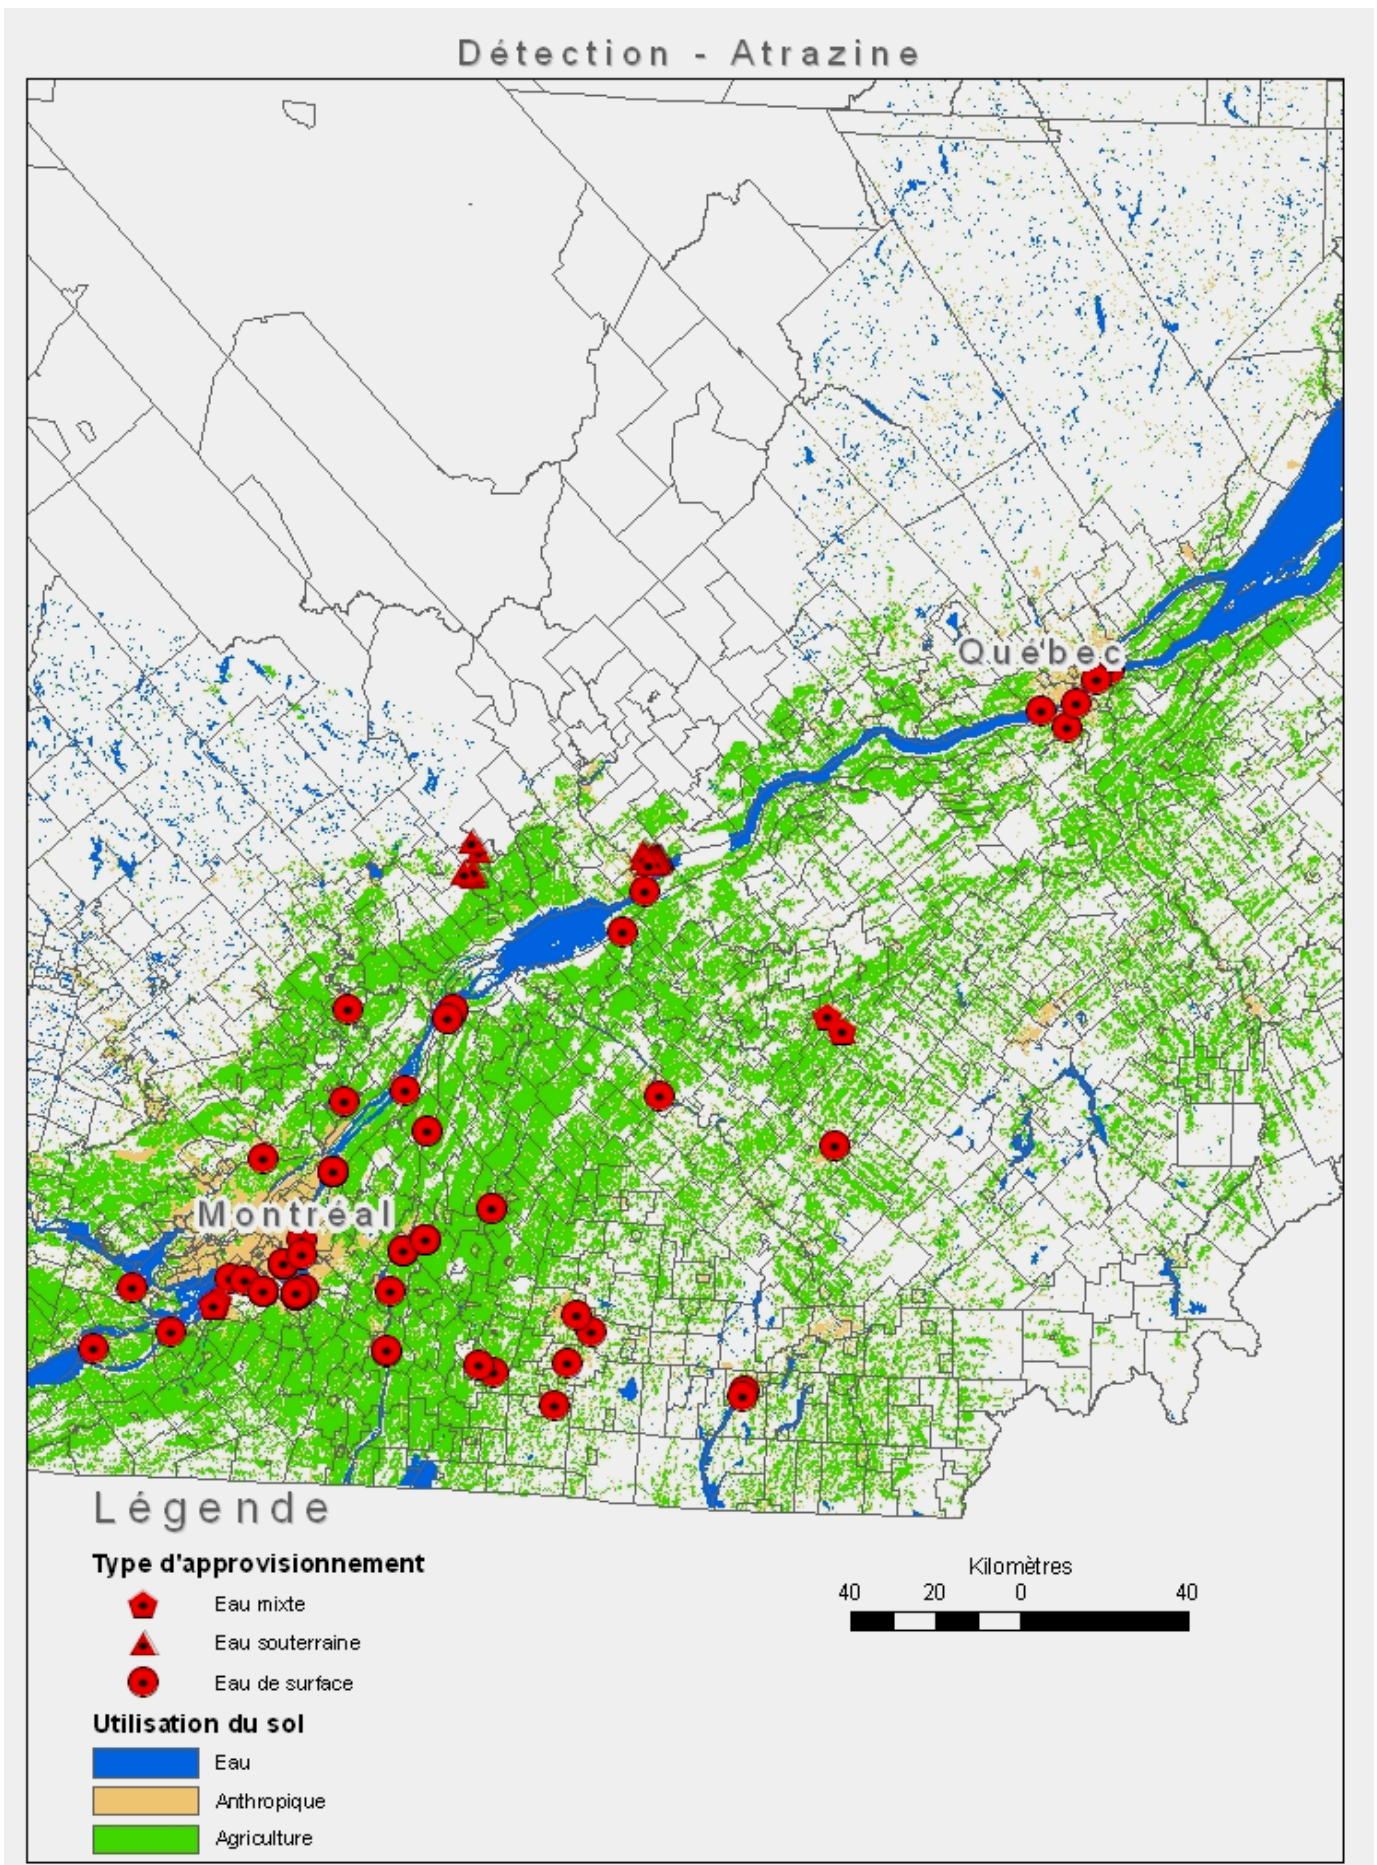 Détection - Atrazine
Québec
Montréal
Légende
Type d'approvisionnement
Eau mixte
Eau souterraine
Eau de surface
Utilisation du sol
Eau
Anthropique
Agriculture
Kilomètres
40 20 0 40